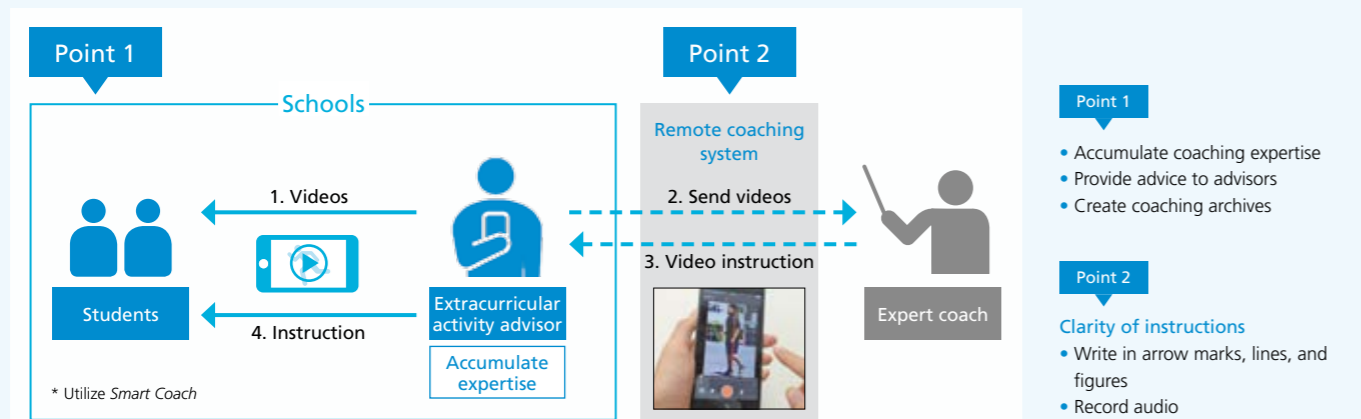 Point 1
Schools
1. Videos
Students
4. Instruction
Extracurricular
activity advisor
Accumulate
expertise
* Utilize Smart Coach
Point 2
Remote coaching
system
2. Send videos
3. Video instruction
Expert coach
Point 1
• Accumulate coaching expertise
• Provide advice to advisors
• Create coaching archives
Point 2
Clarity of instructions
• Write in arrow marks, lines, and
figures
• Record audio